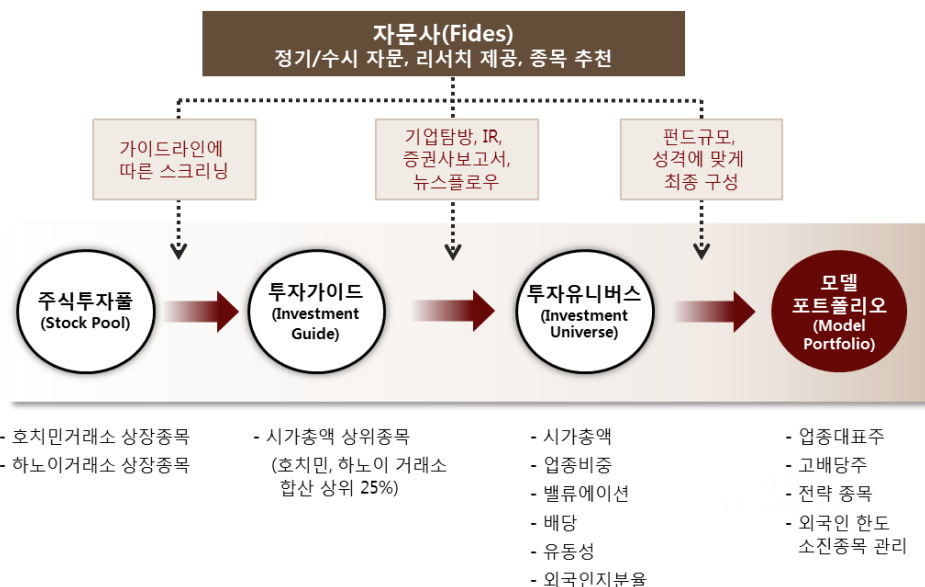 자문사(Fides)
정기/수시 자문, 리서치 제공, 종목 추천
가이드라인에
따른 스크리닝
기업탐방, IR,
증권사보고서,
뉴스플로우
펀드규모,
성격에 맞게
최종 구성
주식투자풀
(Stock Pool)
투자가이드
(Investment
Guide)
투자유니버스
(Investment
Universe)
모델
포트폴리오
(Model
Portfolio)
- 호치민거래소 상장종목
- 하노이거래소 상장종목
- 시가총액 상위종목
(호치민, 하노이 거래소
합산 상위 25%)
- 시가총액
- 업종비중
- 밸류에이션
- 배당
- 유동성
- 외국인지분율
- 업종대표주
- 고배당주
- 전략 종목
- 외국인 한도
소진종목 관리